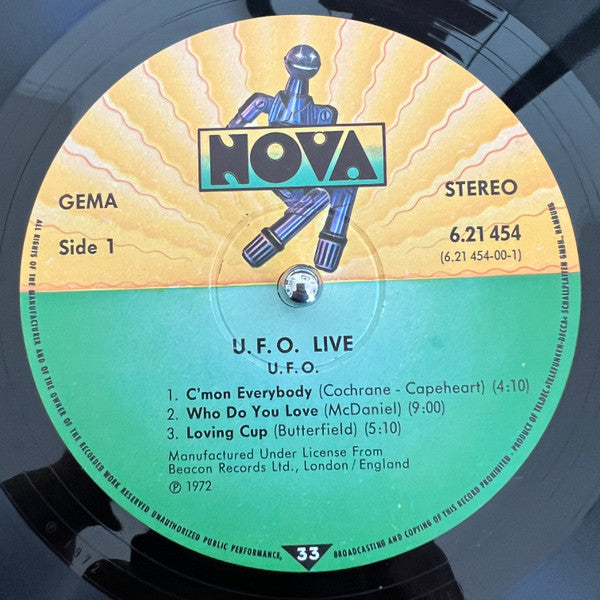 NOVA
GEMA
STEREO
Side 1
6.21 454
(6.21 454-00-1)
U.F.O. LIVE
U.F.O.
1. C'mon Everybody (Cochrane - Capeheart) (4:10)
2. Who Do You Love (McDaniel) (9:00)
3. Loving Cup (Butterfield) (5:10)
Manufactured Under License From
Beacon Records Ltd., London/England
℗ 1972
ALL RIGHTS OF THE MANUFACTURER AND OF THE OWNER OF THE RECORDED WORK RESERVED UNAUTHORIZED PUBLIC PERFORMANCE, BROADCASTING AND COPYING OF THIS RECORD PROHIBITED · PRODUCT OF TELDEC »TELEFUNKEN-DECCA« SCHALLPLATTEN GMBH., HAMBURG
33